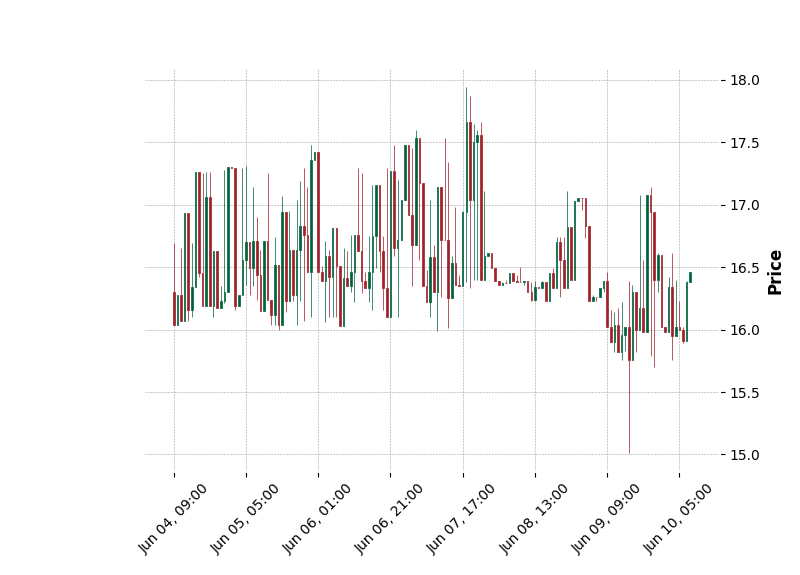 18.0
17.5
17.0
16.5
16.0
15.5
15.0
Price
Jun 04, 09:00
Jun 05, 05:00
Jun 06, 01:00
Jun 06, 21:00
Jun 07, 17:00
Jun 08, 13:00
Jun 09, 09:00
Jun 10, 05:00